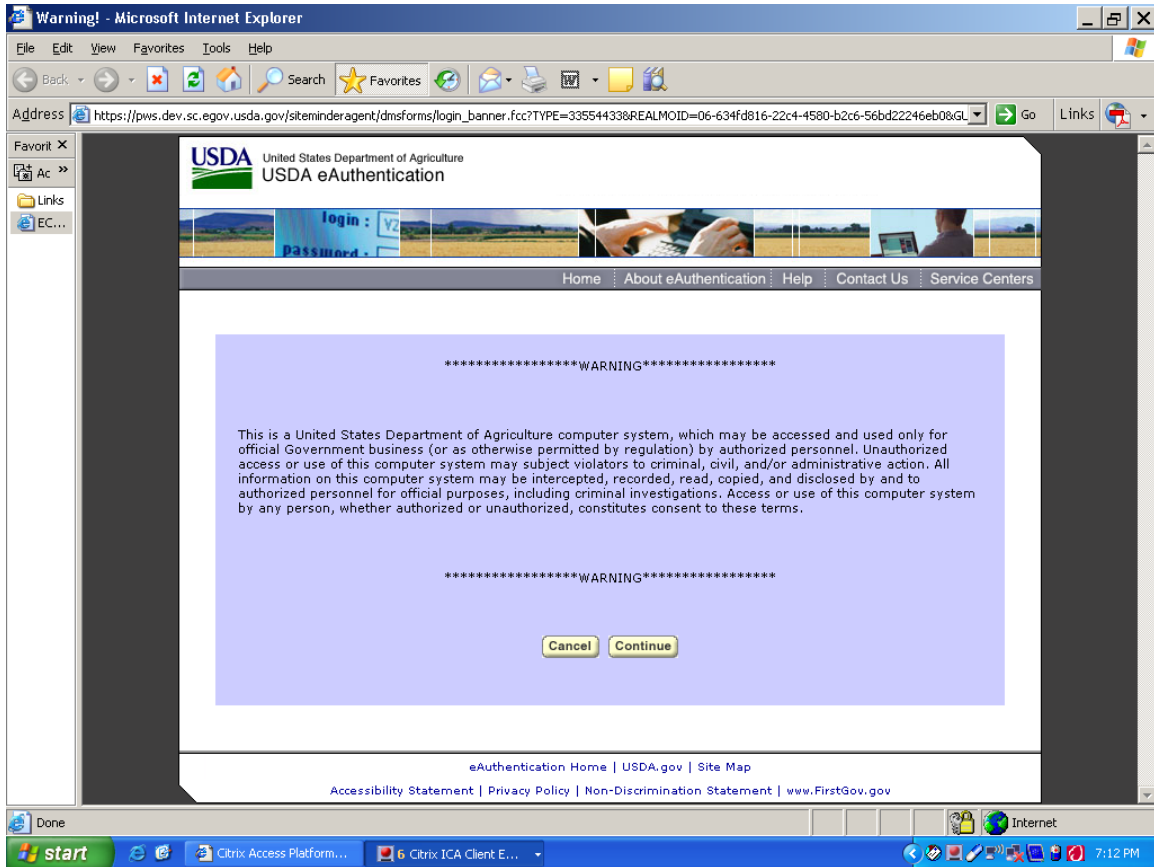 Warning! - Microsoft Internet Explorer
File Edit View Favorites Tools Help
Back Search Favorites
Address https://pws.dev.sc.egov.usda.gov/siteminderagent/dmsforms/login_banner.fcc?TYPE=33554433&REALMOID=06-634fd816-22c4-4580-b2c6-56bd22246eb0&GL Go Links
Favorit
Ac »
Links
EC...
USDA United States Department of Agriculture
USDA eAuthentication
login : YZ
password :
Home About eAuthentication Help Contact Us Service Centers
*****************WARNING*****************
This is a United States Department of Agriculture computer system, which may be accessed and used only for
official Government business (or as otherwise permitted by regulation) by authorized personnel. Unauthorized
access or use of this computer system may subject violators to criminal, civil, and/or administrative action. All
information on this computer system may be intercepted, recorded, read, copied, and disclosed by and to
authorized personnel for official purposes, including criminal investigations. Access or use of this computer system
by any person, whether authorized or unauthorized, constitutes consent to these terms.
*****************WARNING*****************
Cancel Continue
eAuthentication Home | USDA.gov | Site Map
Accessibility Statement | Privacy Policy | Non-Discrimination Statement | www.FirstGov.gov
Done Internet
start Citrix Access Platform... 6 Citrix ICA Client E... 7:12 PM